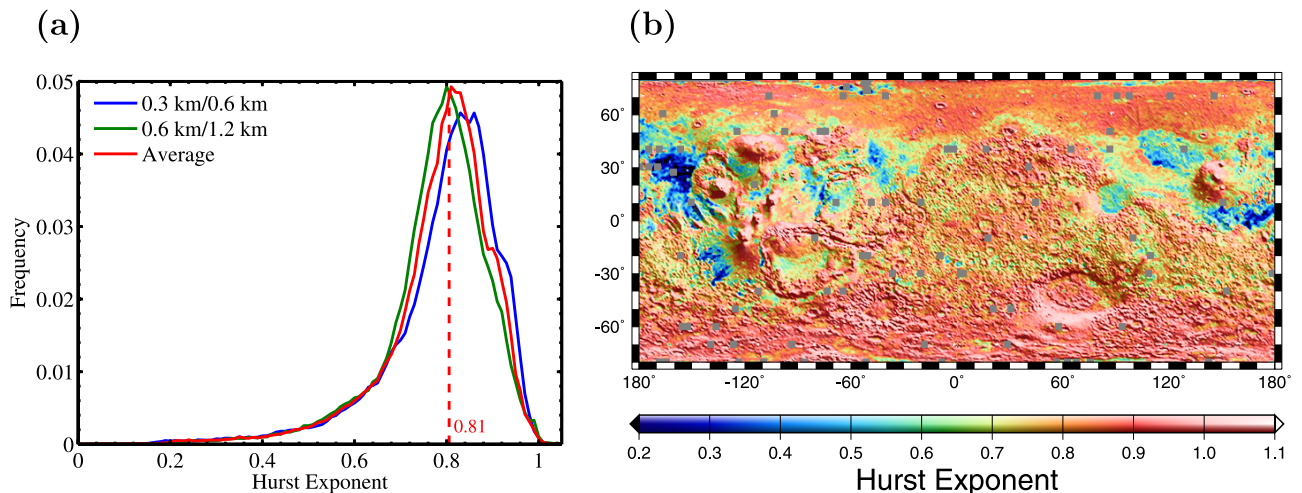 (a)
0.05
0.04
0.03
0.02
0.01
0
Frequency
0.3 km/0.6 km
0.6 km/1.2 km
Average
0.81
0 0.2 0.4 0.6 0.8 1
Hurst Exponent
(b)
60°
30°
0°
-30°
-60°
180° -120° -60° 0° 60° 120° 180°
0.2 0.3 0.4 0.5 0.6 0.7 0.8 0.9 1.0 1.1
Hurst Exponent